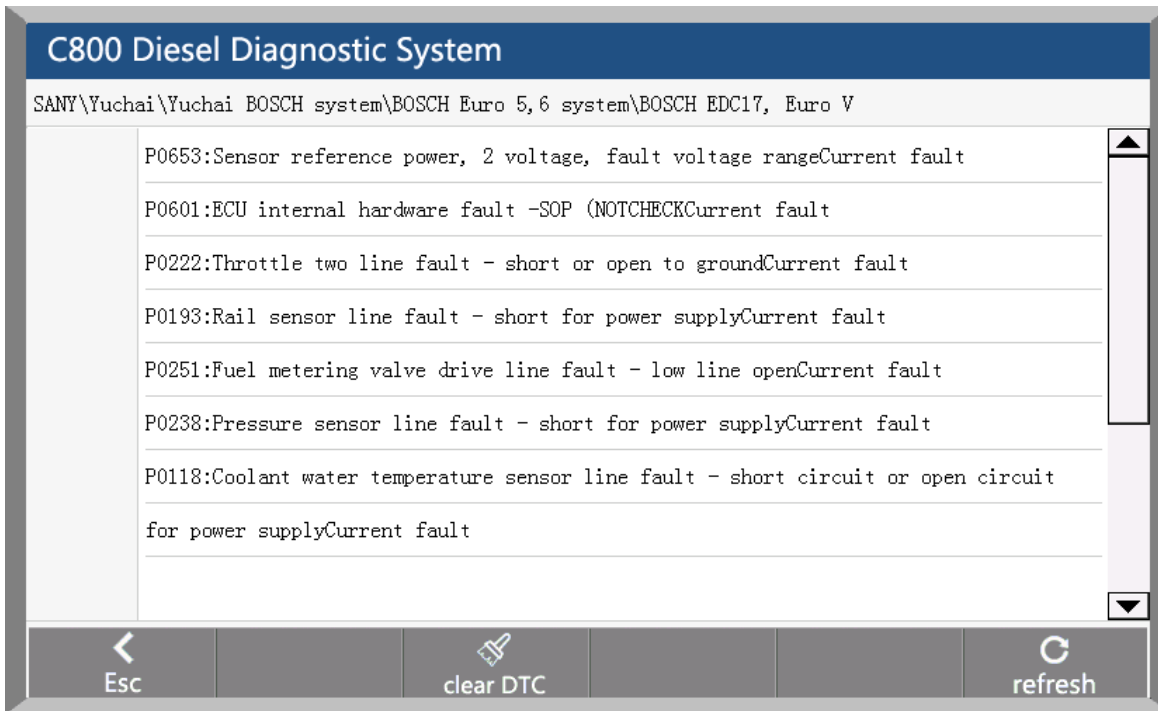 C800 Diesel Diagnostic System
SANY\Yuchai\Yuchai BOSCH system\BOSCH Euro 5,6 system\BOSCH EDC17, Euro V
P0653:Sensor reference power, 2 voltage, fault voltage rangeCurrent fault
P0601:ECU internal hardware fault -SOP (NOTCHECKCurrent fault
P0222:Throttle two line fault - short or open to groundCurrent fault
P0193:Rail sensor line fault - short for power supplyCurrent fault
P0251:Fuel metering valve drive line fault - low line openCurrent fault
P0238:Pressure sensor line fault - short for power supplyCurrent fault
P0118:Coolant water temperature sensor line fault - short circuit or open circuit
for power supplyCurrent fault
Esc
clear DTC
refresh